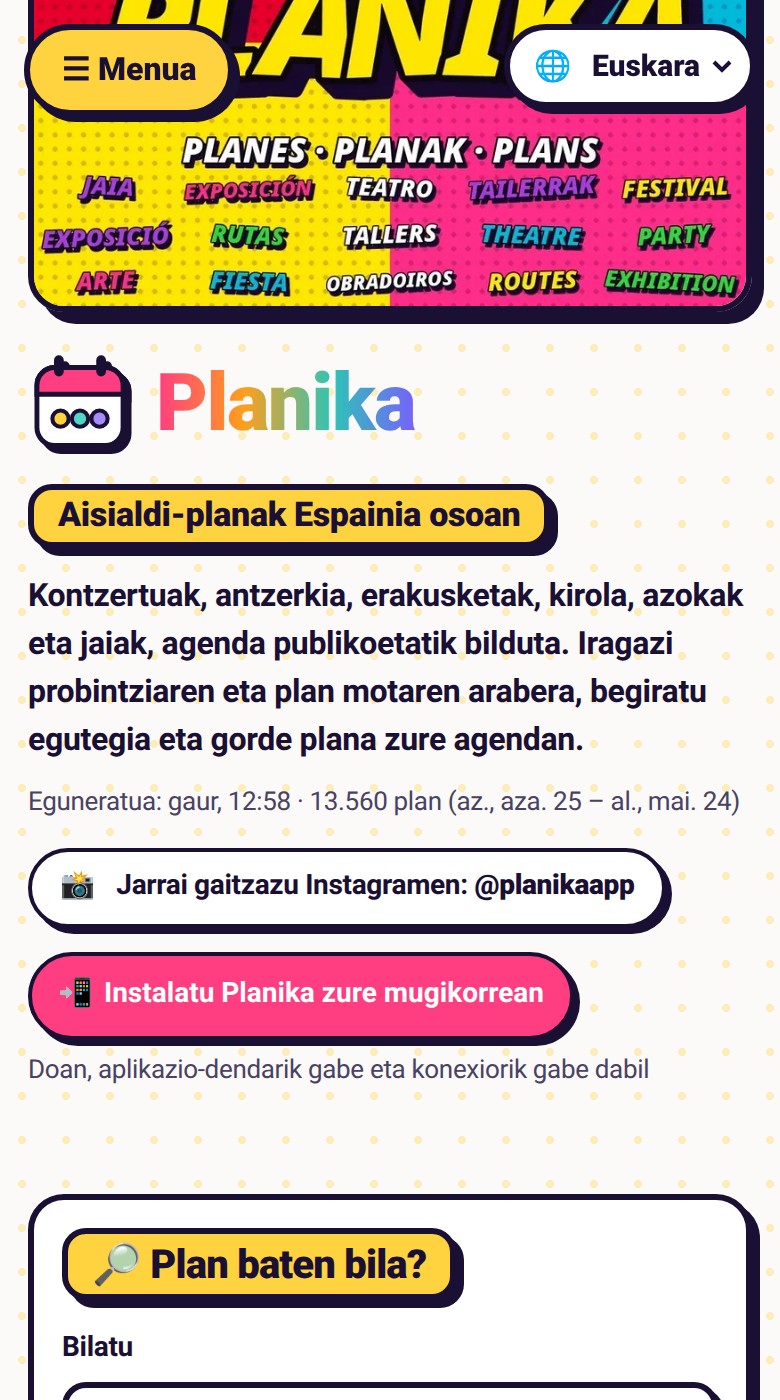 PLANIKA
☰ Menua
Euskara
PLANES · PLANAK · PLANS
JAIA EXPOSICIÓN TEATRO TAILERRAK FESTIVAL
EXPOSICIÓ RUTAS TALLERS THEATRE PARTY
ARTE FIESTA OBRADOIROS ROUTES EXHIBITION
Planika
Aisialdi-planak Espainia osoan
Kontzertuak, antzerkia, erakusketak, kirola, azokak
eta jaiak, agenda publikoetatik bilduta. Iragazi
probintziaren eta plan motaren arabera, begiratu
egutegia eta gorde plana zure agendan.
Eguneratua: gaur, 12:58 · 13.560 plan (az., aza. 25 – al., mai. 24)
📸 Jarrai gaitzazu Instagramen: @planikaapp
📲 Instalatu Planika zure mugikorrean
Doan, aplikazio-dendarik gabe eta konexiorik gabe dabil
🔎 Plan baten bila?
Bilatu